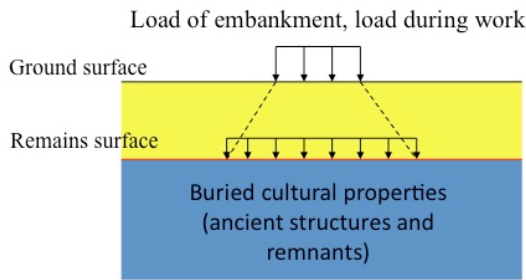 Load of embankment, load during work
Ground surface
Remains surface
Buried cultural properties
(ancient structures and
remnants)